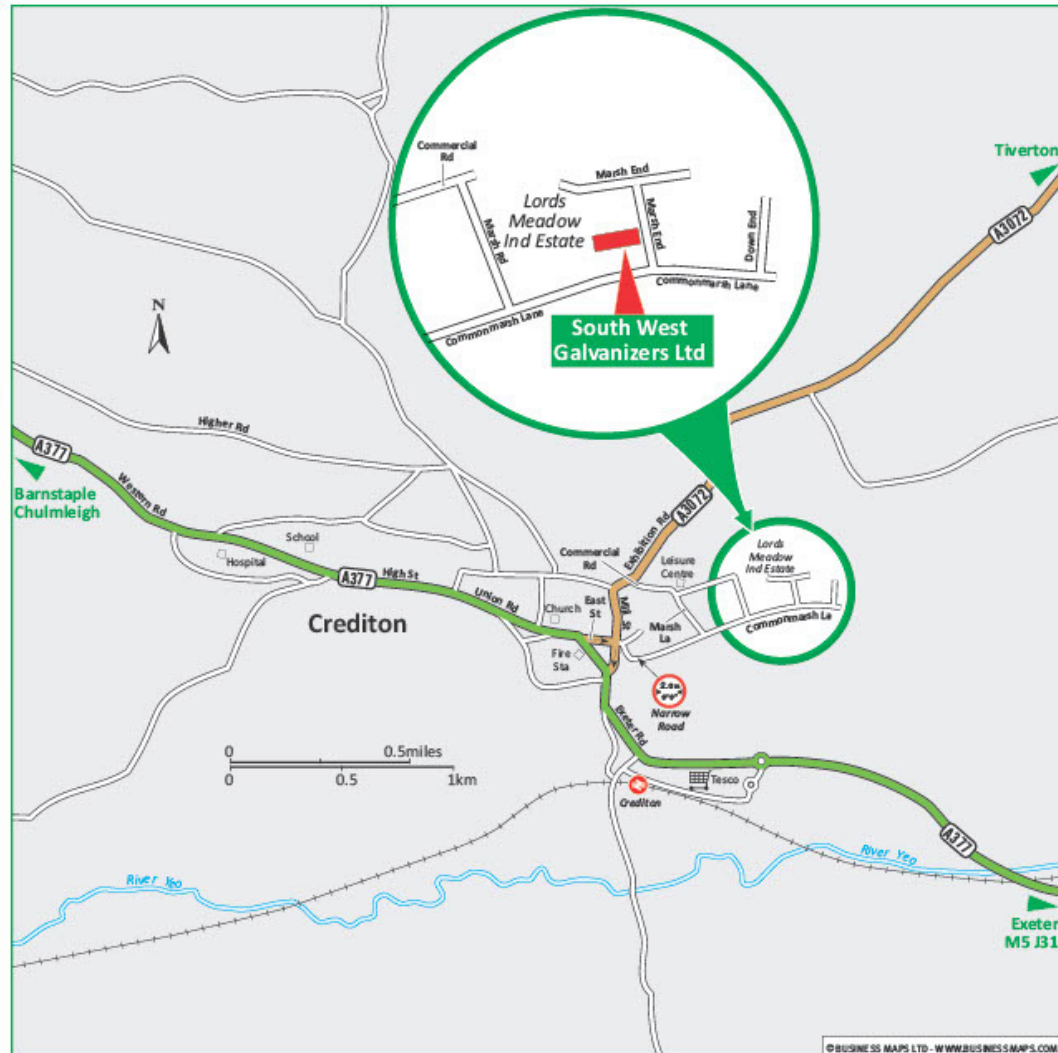 Commercial
Rd
Marsh End
Lords
Meadow
Ind Estate
Marsh Rd
Marsh End
Down End
Commonmarsh Lane
Commonmarsh Lane
South West
Galvanizers Ltd
Tiverton
A3072
N
Higher Rd
A377
Western Rd
Barnstaple
Chulmleigh
School
Hospital
A377
High St
Union Rd
Crediton
Commercial
Rd
Exhibition Rd
A3072
Leisure
Centre
Lords
Meadow
Ind Estate
Commonmarsh La
Church
East
St
Mill St
Marsh
La
Fire
Sta
Narrow
Road
Exeter Rd
0
0.5miles
0
0.5
1km
Tesco
Crediton
A377
River Yeo
River Yeo
Exeter
M5 J31
©BUSINESS MAPS LTD - WWW.BUSINESSMAPS.COM